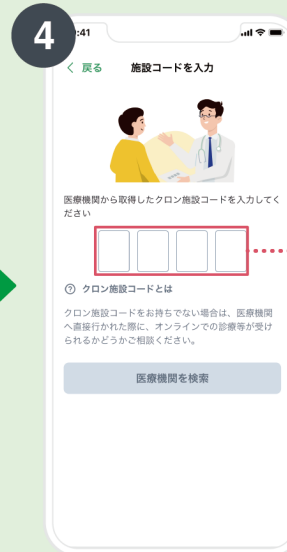 4
:41
戻る 施設コードを入力
医療機関から取得したクロン施設コードを入力してく
ださい
? クロン施設コードとは
クロン施設コードをお持ちでない場合は、医療機関
へ直接行かれた際に、オンラインでの診療等が受け
られるかどうかご相談ください。
医療機関を検索